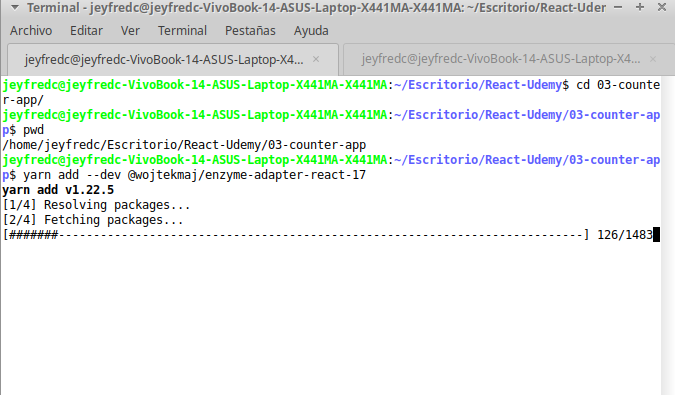 Terminal - jeyfredc@jeyfredc-VivoBook-14-ASUS-Laptop-X441MA-X441MA: ~/Escritorio/React-Uder
Archivo Editar Ver Terminal Pestañas Ayuda
jeyfredc@jeyfredc-VivoBook-14-ASUS-Laptop-X4... × jeyfredc@jeyfredc-VivoBook-14-ASUS-Laptop-X4... ×
jeyfredc@jeyfredc-VivoBook-14-ASUS-Laptop-X441MA-X441MA:~/Escritorio/React-Udemy$ cd 03-counte
r-app/
jeyfredc@jeyfredc-VivoBook-14-ASUS-Laptop-X441MA-X441MA:~/Escritorio/React-Udemy/03-counter-ap
p$ pwd
/home/jeyfredc/Escritorio/React-Udemy/03-counter-app
jeyfredc@jeyfredc-VivoBook-14-ASUS-Laptop-X441MA-X441MA:~/Escritorio/React-Udemy/03-counter-ap
p$ yarn add --dev @wojtekmaj/enzyme-adapter-react-17
yarn add v1.22.5
[1/4] Resolving packages...
[2/4] Fetching packages...
[#######----------------------------------------------------------------------------] 126/1483